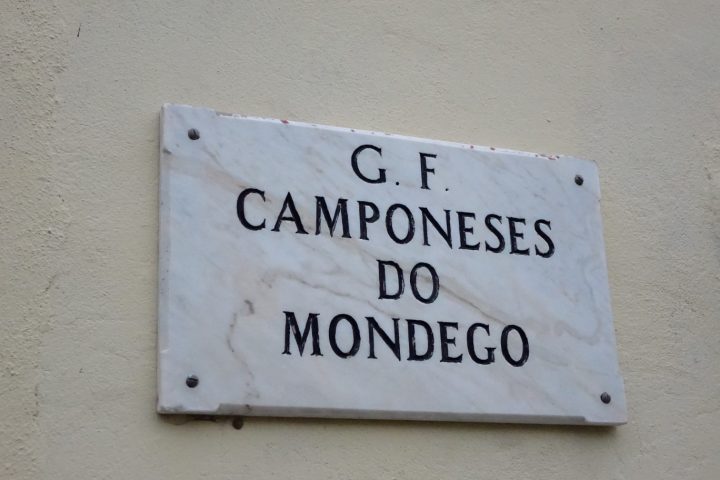 G. F.
CAMPONESES
DO
MONDEGO